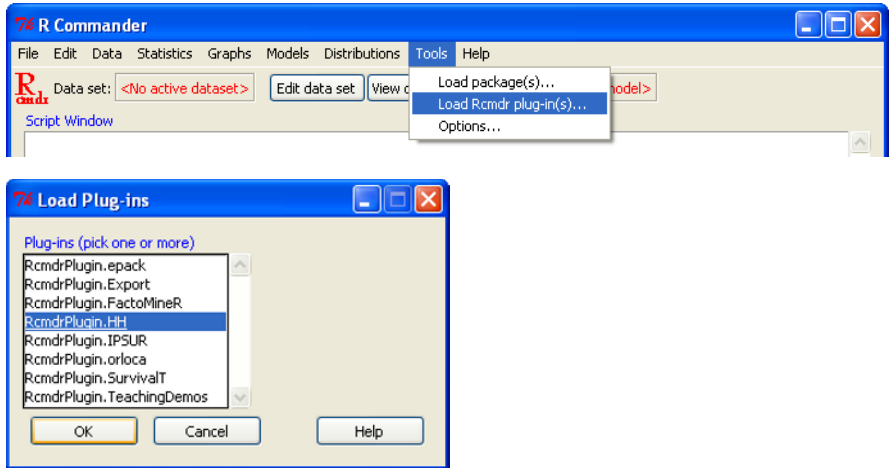 R Commander
File Edit Data Statistics Graphs Models Distributions Tools Help
R cmdr Data set: <No active dataset> Edit data set View model>
Load package(s)...
Load Rcmdr plug-in(s)...
Options...
Script Window
Load Plug-ins
Plug-ins (pick one or more)
RcmdrPlugin.epack
RcmdrPlugin.Export
RcmdrPlugin.FactoMineR
RcmdrPlugin.HH
RcmdrPlugin.IPSUR
RcmdrPlugin.orloca
RcmdrPlugin.SurvivalT
RcmdrPlugin.TeachingDemos
OK Cancel Help